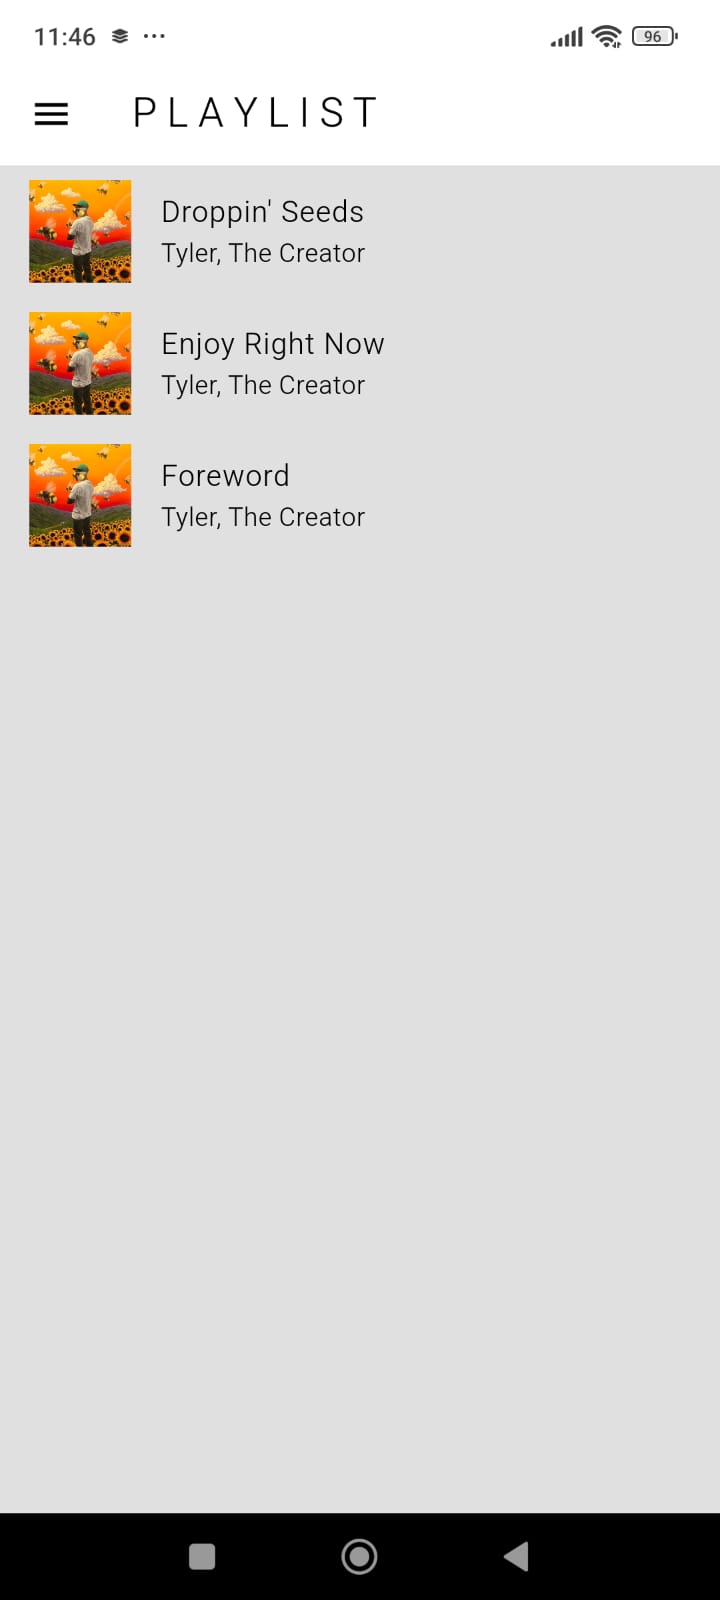 11:46
96
PLAYLIST
Droppin' Seeds
Tyler, The Creator
Enjoy Right Now
Tyler, The Creator
Foreword
Tyler, The Creator